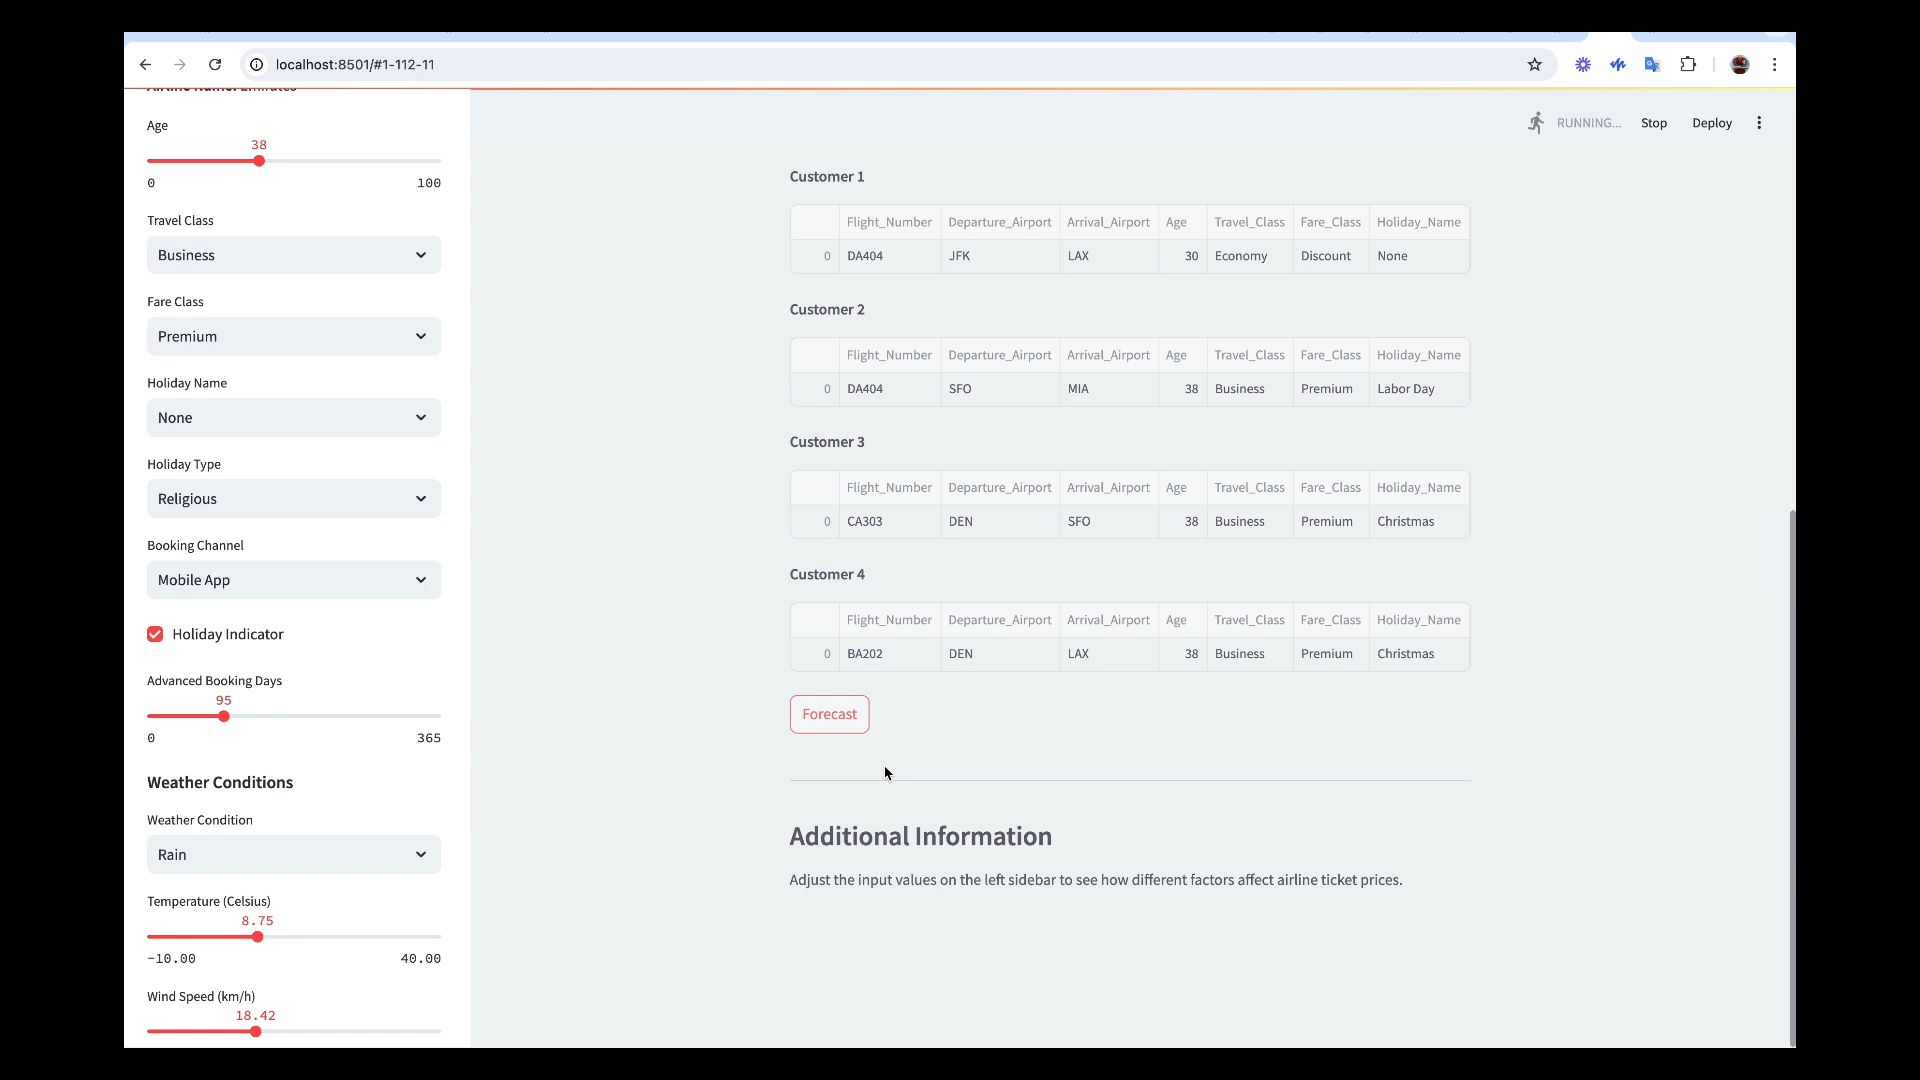 localhost:8501/#1-112-11
Airline Name: Emirates
Age
38
0 100
Travel Class
Business
Fare Class
Premium
Holiday Name
None
Holiday Type
Religious
Booking Channel
Mobile App
Holiday Indicator
Advanced Booking Days
95
0 365
Weather Conditions
Weather Condition
Rain
Temperature (Celsius)
8.75
-10.00 40.00
Wind Speed (km/h)
18.42
RUNNING... Stop Deploy
Customer 1
Flight_Number Departure_Airport Arrival_Airport Age Travel_Class Fare_Class Holiday_Name
0 DA404 JFK LAX 30 Economy Discount None
Customer 2
Flight_Number Departure_Airport Arrival_Airport Age Travel_Class Fare_Class Holiday_Name
0 DA404 SFO MIA 38 Business Premium Labor Day
Customer 3
Flight_Number Departure_Airport Arrival_Airport Age Travel_Class Fare_Class Holiday_Name
0 CA303 DEN SFO 38 Business Premium Christmas
Customer 4
Flight_Number Departure_Airport Arrival_Airport Age Travel_Class Fare_Class Holiday_Name
0 BA202 DEN LAX 38 Business Premium Christmas
Forecast
Additional Information
Adjust the input values on the left sidebar to see how different factors affect airline ticket prices.